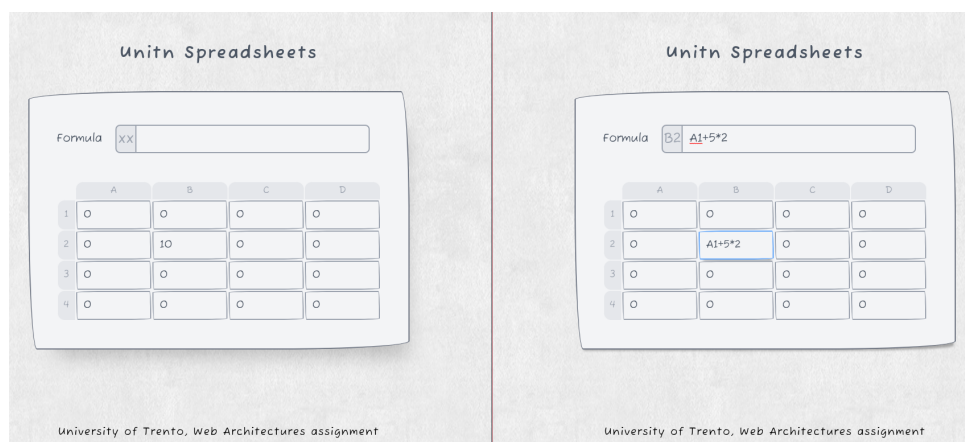 Unitn Spreadsheets
Formula xx
A B C D
1 0 0 0 0
2 0 10 0 0
3 0 0 0 0
4 0 0 0 0
University of Trento, Web Architectures assignment
Unitn Spreadsheets
Formula B2 A1+5*2
A B C D
1 0 0 0 0
2 0 A1+5*2 0 0
3 0 0 0 0
4 0 0 0 0
University of Trento, Web Architectures assignment